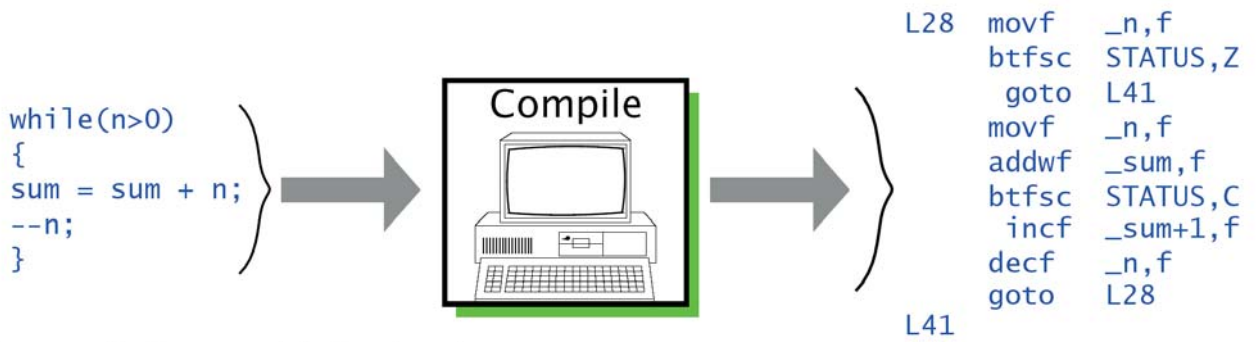 while(n>0)
{
sum = sum + n;
--n;
}
Compile
L28 movf _n,f
btfsc STATUS,Z
goto L41
movf _n,f
addwf _sum,f
btfsc STATUS,C
incf _sum+1,f
decf _n,f
goto L28
L41